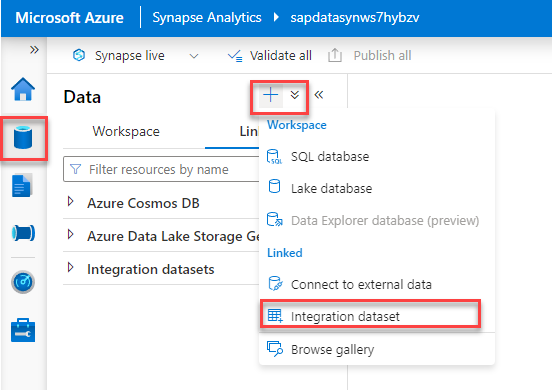 Microsoft Azure Synapse Analytics > sapdatasynws7hybzv
»
Synapse live Validate all Publish all
Data + «
Workspace Lin
Filter resources by name
Azure Cosmos DB
Azure Data Lake Storage Ge
Integration datasets
Workspace
SQL database
Lake database
Data Explorer database (preview)
Linked
Connect to external data
Integration dataset
Browse gallery